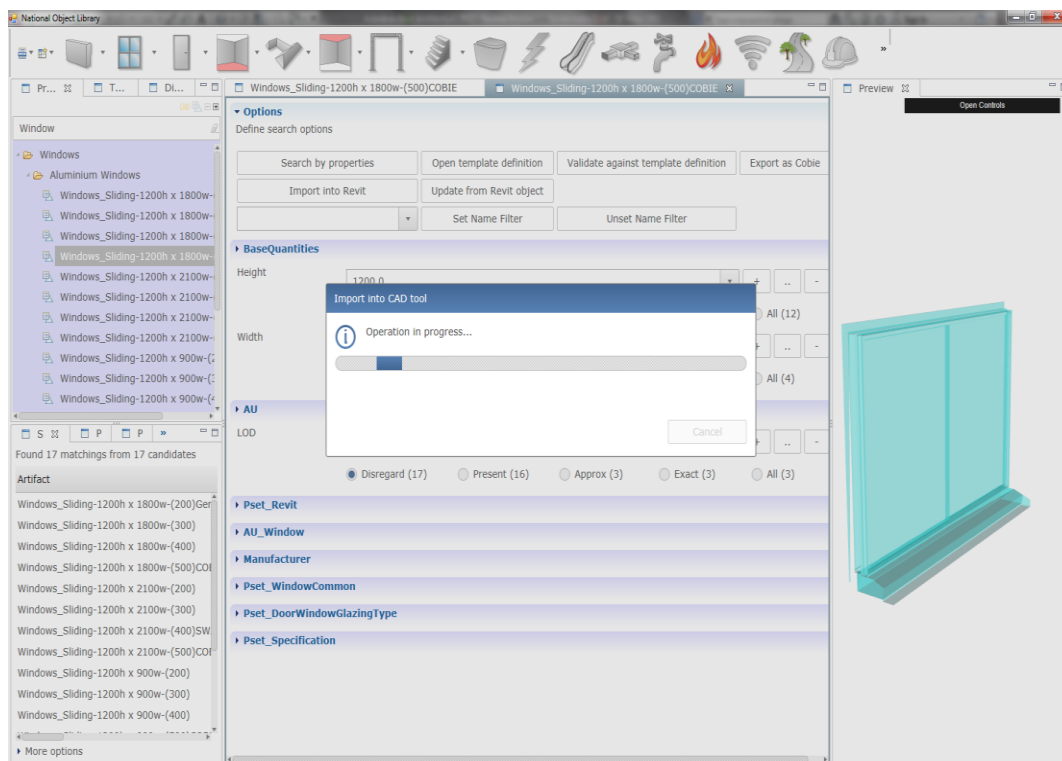 National Object Library
»
Pr...
T...
Di...
Windows_Sliding-1200h x 1800w-(500)COBIE
Windows_Sliding-1200h x 1800w-(500)COBIE
Preview
Open Controls
Window
Windows
Aluminium Windows
Windows_Sliding-1200h x 1800w-
Windows_Sliding-1200h x 1800w-
Windows_Sliding-1200h x 1800w-
Windows_Sliding-1200h x 1800w-
Windows_Sliding-1200h x 2100w-
Windows_Sliding-1200h x 2100w-
Windows_Sliding-1200h x 2100w-
Windows_Sliding-1200h x 2100w-
Windows_Sliding-1200h x 900w-(2
Windows_Sliding-1200h x 900w-(3
Windows_Sliding-1200h x 900w-(4
S
P
P
»
Found 17 matchings from 17 candidates
Artifact
Windows_Sliding-1200h x 1800w-(200)Ger
Windows_Sliding-1200h x 1800w-(300)
Windows_Sliding-1200h x 1800w-(400)
Windows_Sliding-1200h x 1800w-(500)COI
Windows_Sliding-1200h x 2100w-(200)
Windows_Sliding-1200h x 2100w-(300)
Windows_Sliding-1200h x 2100w-(400)SW
Windows_Sliding-1200h x 2100w-(500)COI
Windows_Sliding-1200h x 900w-(200)
Windows_Sliding-1200h x 900w-(300)
Windows_Sliding-1200h x 900w-(400)
More options
Options
Define search options
Search by properties
Open template definition
Validate against template definition
Export as Cobie
Import into Revit
Update from Revit object
Set Name Filter
Unset Name Filter
BaseQuantities
Height
1200.0
+
..
-
All (12)
Width
..
-
All (4)
AU
LOD
..
-
Disregard (17)
Present (16)
Approx (3)
Exact (3)
All (3)
Pset_Revit
AU_Window
Manufacturer
Pset_WindowCommon
Pset_DoorWindowGlazingType
Pset_Specification
Import into CAD tool
Operation in progress...
Cancel